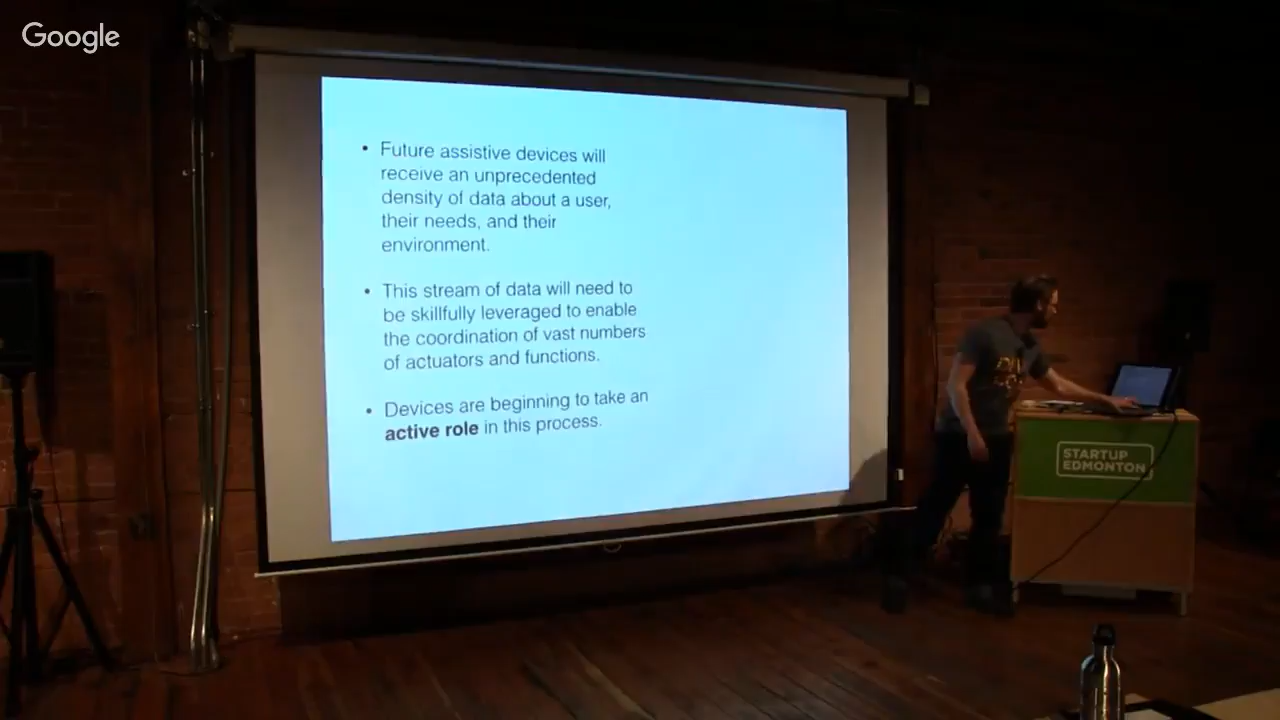 Google
• Future assistive devices will
receive an unprecedented
density of data about a user,
their needs, and their
environment.
• This stream of data will need to
be skillfully leveraged to enable
the coordination of vast numbers
of actuators and functions.
• Devices are beginning to take an
active role in this process.
STARTUP
EDMONTON